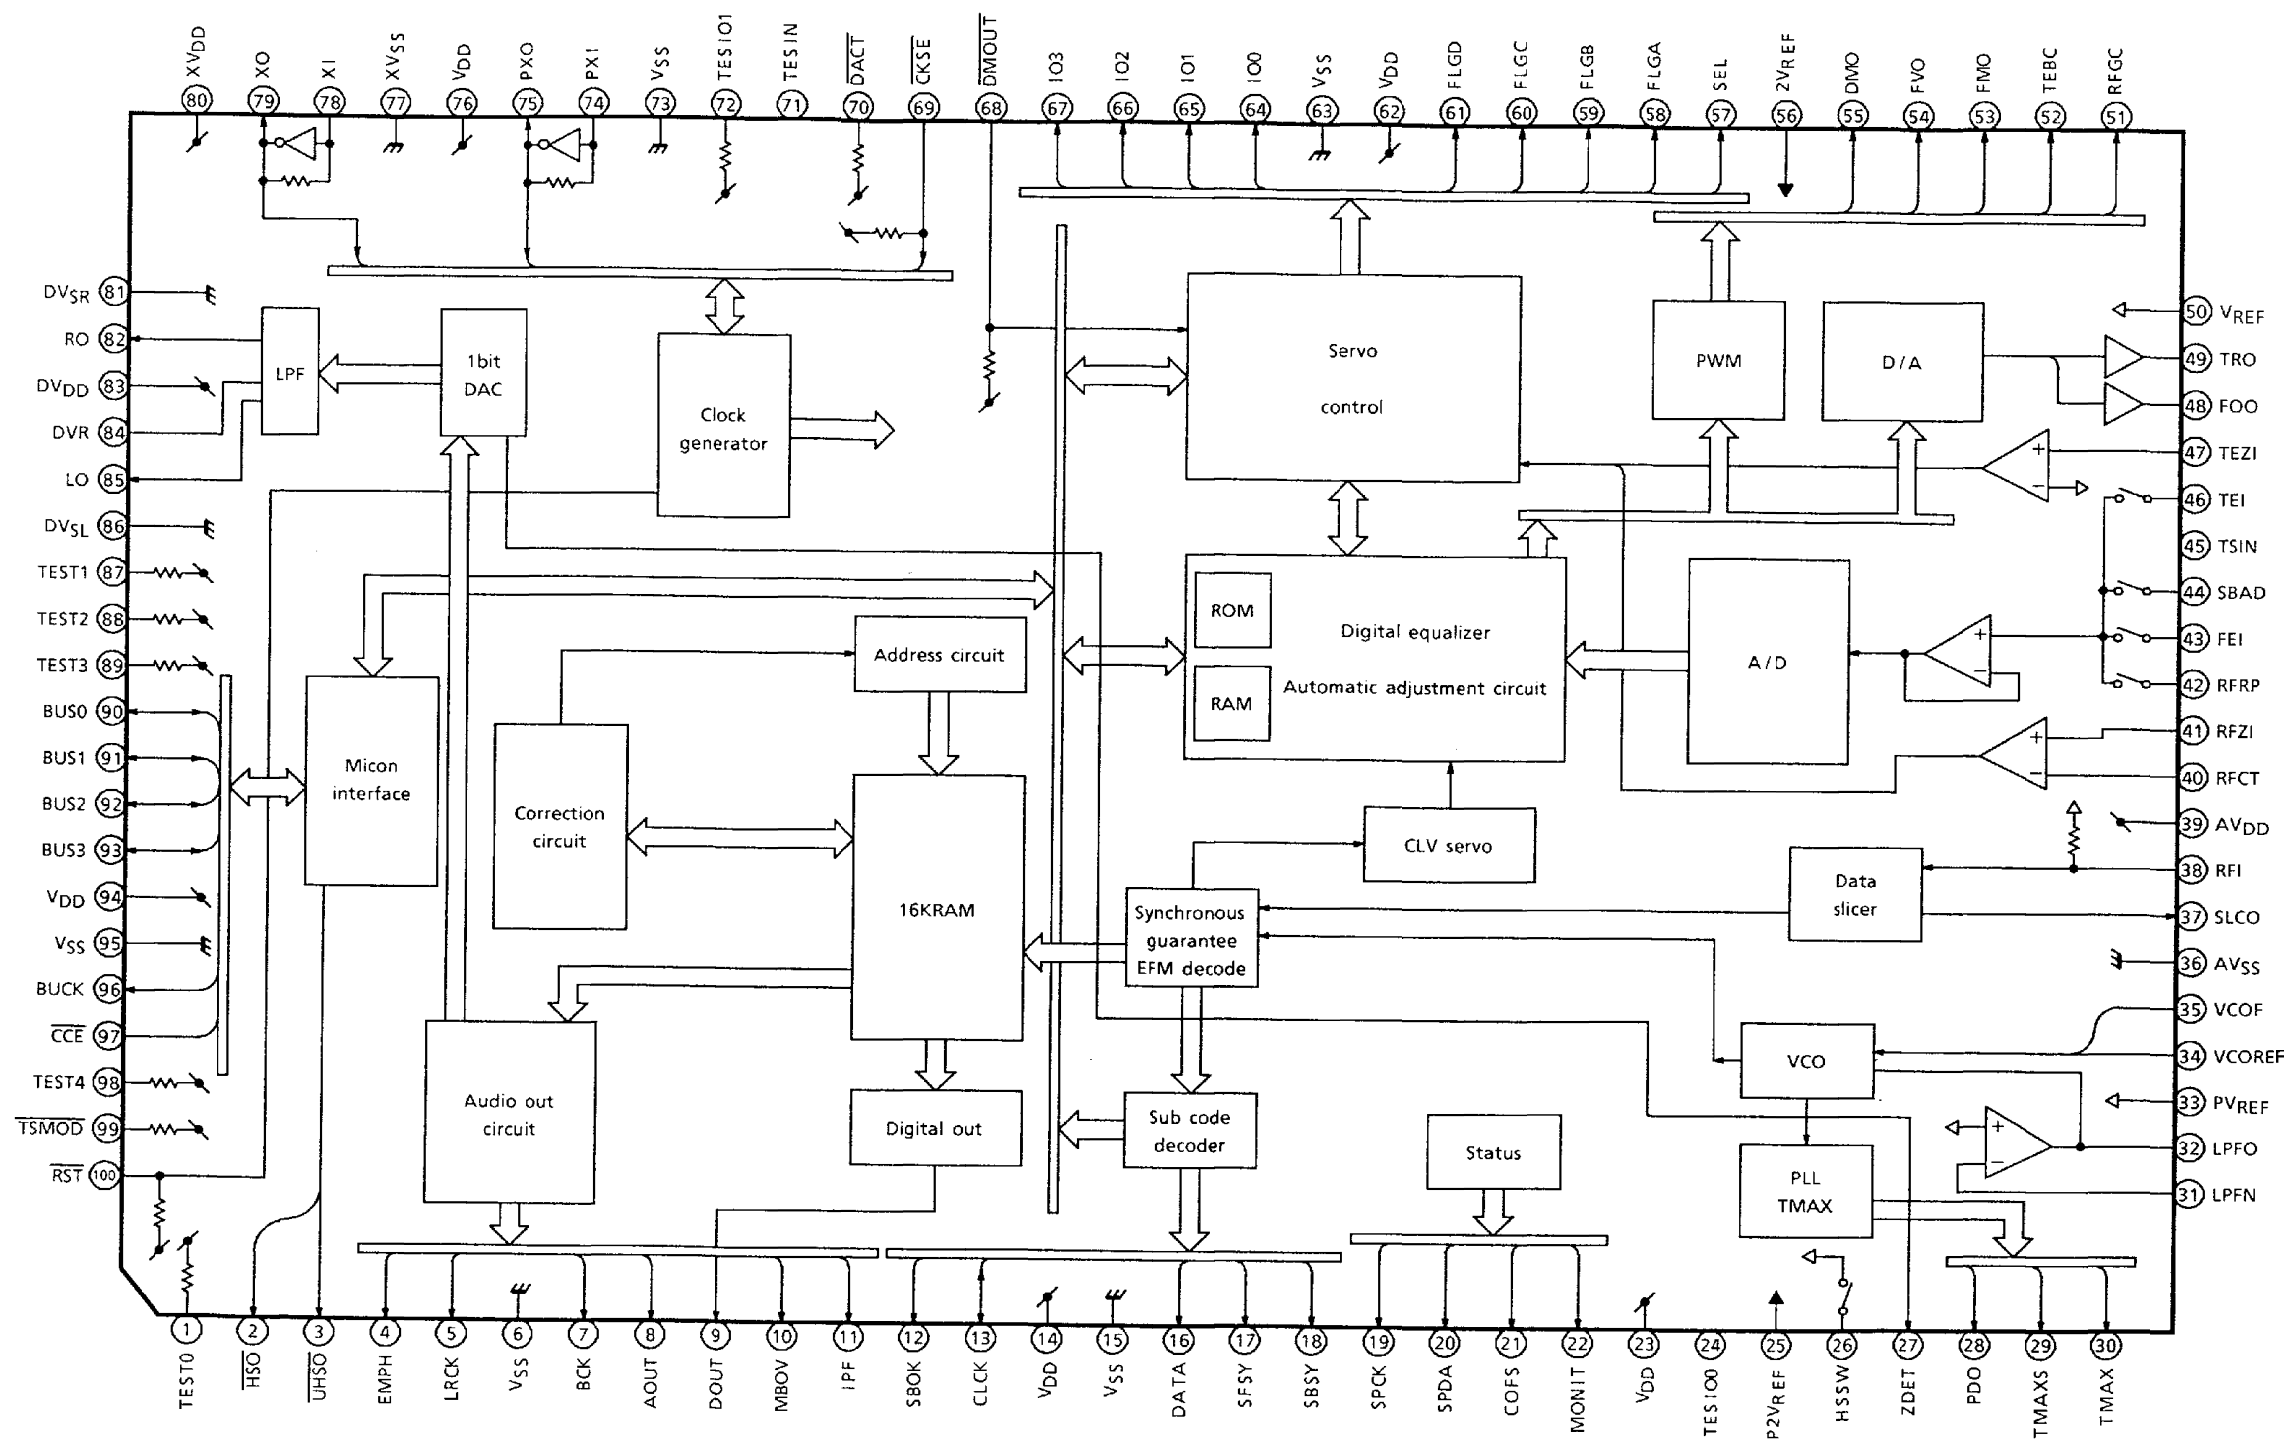 XVDD
XO
XI
XVSS
VDD
PXO
PXI
VSS
TESIO1
TESIN
DACT
CKSE
DMOUT
IO3
IO2
IO1
IO0
VSS
VDD
FLGD
FLGC
FLGB
FLGA
SEL
2VREF
DMO
FVO
FMO
TEBC
RFGC
80
79
78
77
76
75
74
73
72
71
70
69
68
67
66
65
64
63
62
61
60
59
58
57
56
55
54
53
52
51
DVSR 81
RO 82
DVDD 83
DVR 84
LO 85
DVSL 86
TEST1 87
TEST2 88
TEST3 89
BUS0 90
BUS1 91
BUS2 92
BUS3 93
VDD 94
VSS 95
BUCK 96
CCE 97
TEST4 98
TSMOD 99
RST 100
LPF
1bit
DAC
Clock
generator
Servo
control
PWM
D/A
+
−
ROM
RAM
Digital equalizer
Automatic adjustment circuit
A/D
+
−
+
−
Address circuit
Micon
interface
Correction
circuit
16KRAM
CLV servo
Synchronous
guarantee
EFM decode
Data
slicer
VCO
Audio out
circuit
Digital out
Sub code
decoder
Status
PLL
TMAX
+
−
50 VREF
49 TRO
48 FOO
47 TEZI
46 TEI
45 TSIN
44 SBAD
43 FEI
42 RFRP
41 RFZI
40 RFCT
39 AVDD
38 RFI
37 SLCO
36 AVSS
35 VCOF
34 VCOREF
33 PVREF
32 LPFO
31 LPFN
1
2
3
4
5
6
7
8
9
10
11
12
13
14
15
16
17
18
19
20
21
22
23
24
25
26
27
28
29
30
TEST0
HSO
UHSO
EMPH
LRCK
VSS
BCK
AOUT
DOUT
MBOV
IPF
SBOK
CLCK
VDD
VSS
DATA
SFSY
SBSY
SPCK
SPDA
COFS
MONIT
VDD
TESIO0
P2VREF
HSSW
ZDET
PDO
TMAXS
TMAX